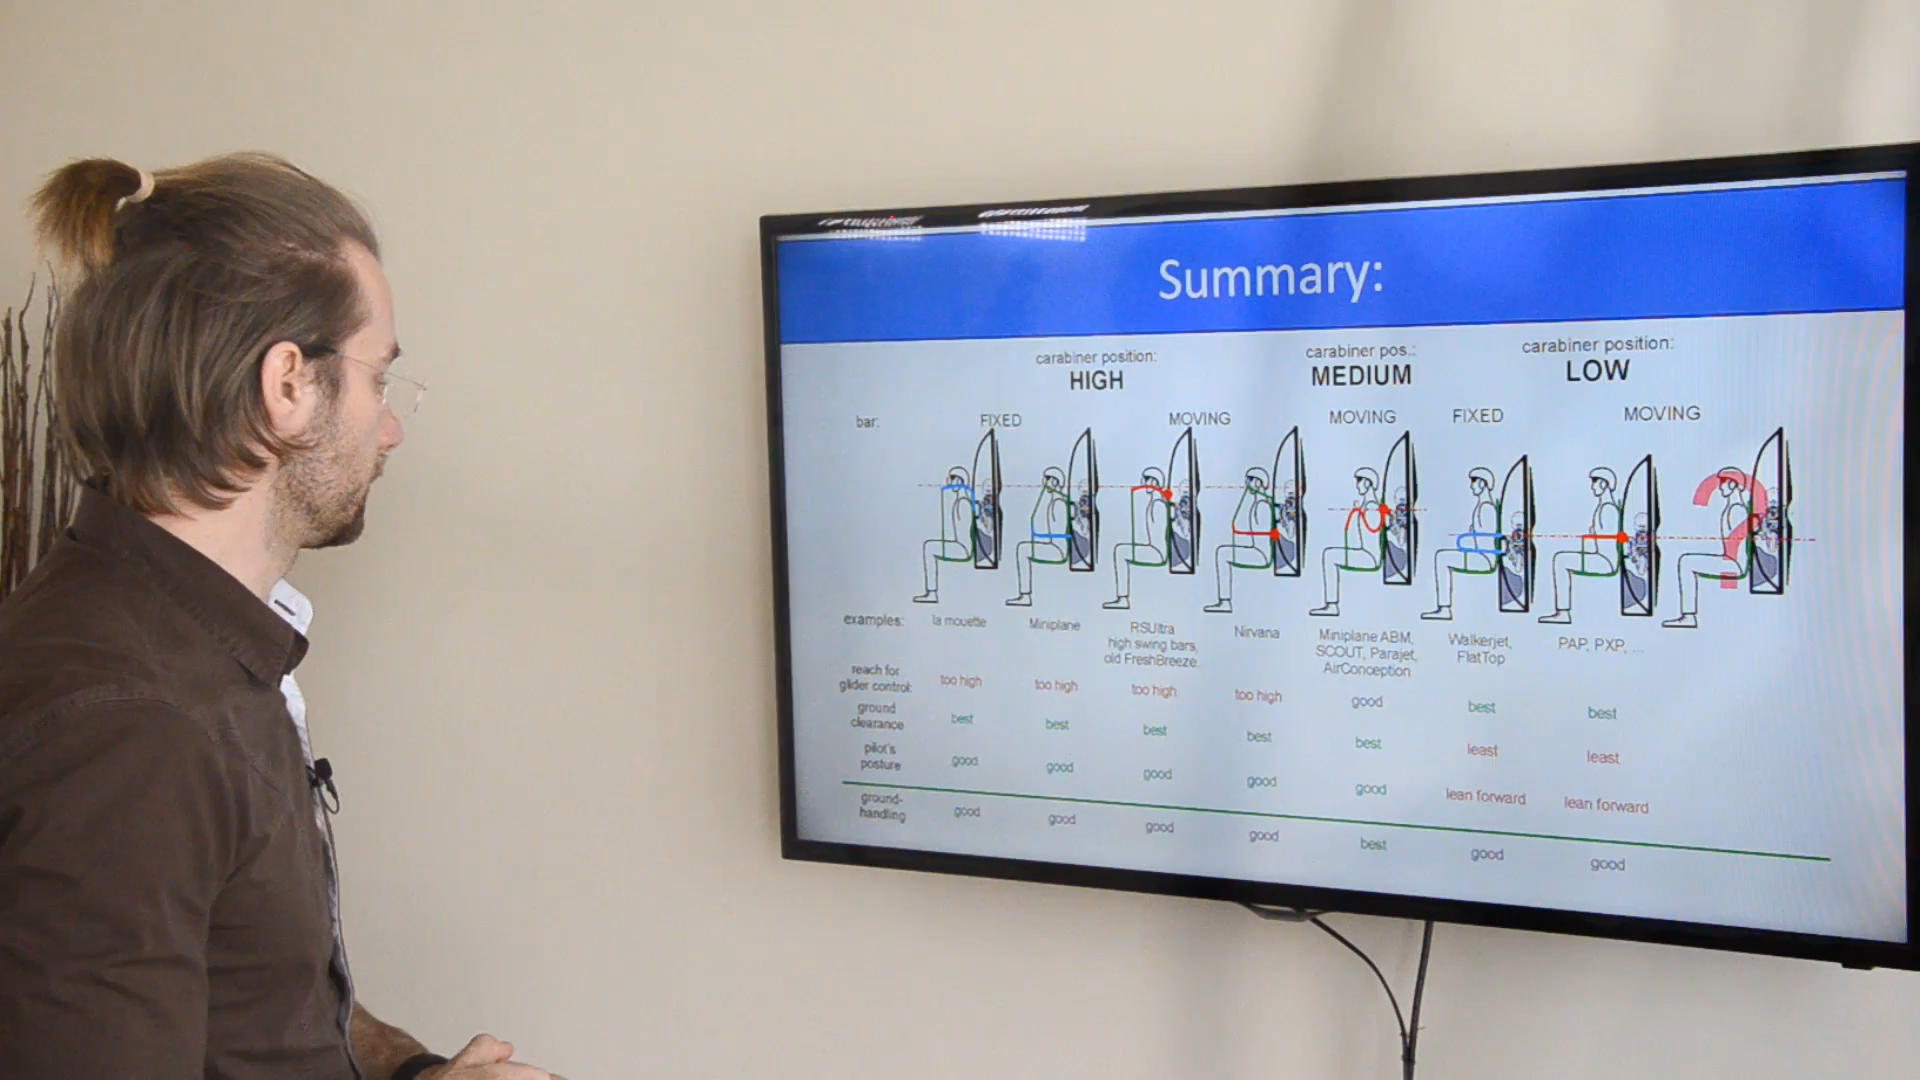 Summary:
carabiner position:
HIGH
carabiner pos.:
MEDIUM
carabiner position:
LOW
bar:
FIXED
MOVING
MOVING
FIXED
MOVING
?
examples:
la mouette
Miniplane
RSUltra
high swing bars,
old FreshBreeze
Nirvana
Miniplane ABM,
SCOUT, Parajet,
AirConception
Walkerjet,
FlatTop
PAP, PXP, ...
reach for
glider control:
too high
too high
too high
too high
good
best
best
ground
clearance
best
best
best
best
best
least
least
pilot's
posture
good
good
good
good
good
lean forward
lean forward
ground-
handling
good
good
good
good
best
good
good